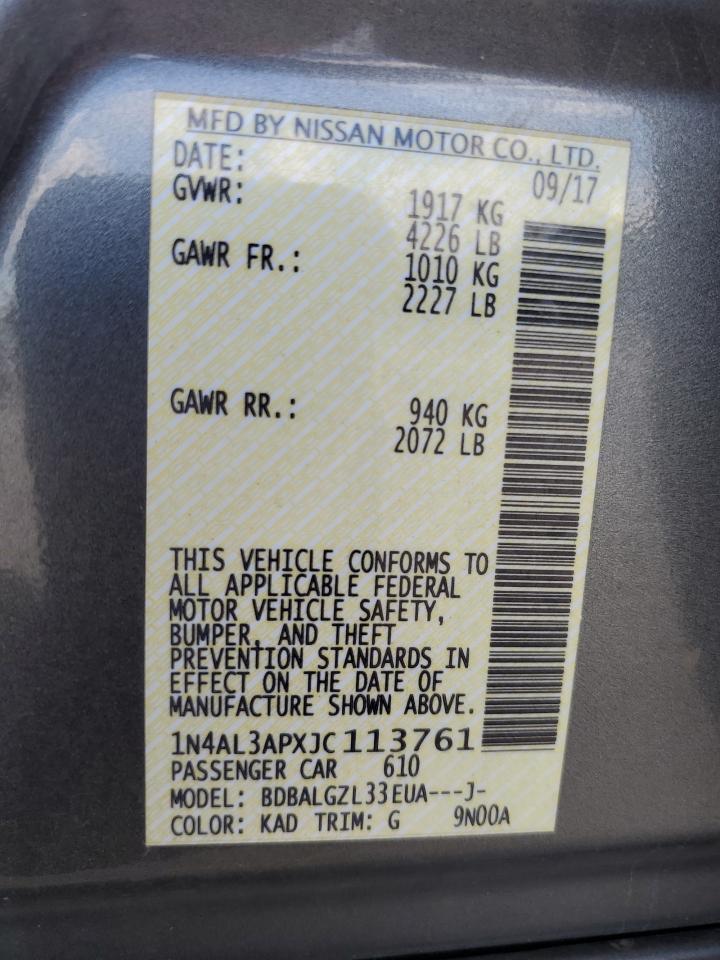 MFD BY NISSAN MOTOR CO., LTD.
DATE: 09/17
GVWR: 1917 KG
4226 LB
GAWR FR.: 1010 KG
2227 LB
GAWR RR.: 940 KG
2072 LB
THIS VEHICLE CONFORMS TO
ALL APPLICABLE FEDERAL
MOTOR VEHICLE SAFETY,
BUMPER, AND THEFT
PREVENTION STANDARDS IN
EFFECT ON THE DATE OF
MANUFACTURE SHOWN ABOVE.
1N4AL3APXJC113761
PASSENGER CAR 610
MODEL: BDBALGZL33EUA---J-
COLOR: KAD TRIM: G 9N00A